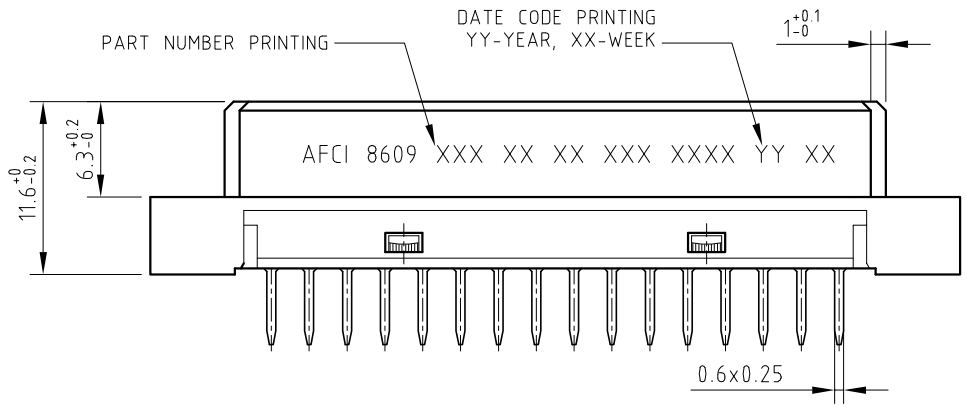 DATE CODE PRINTING
YY-YEAR, XX-WEEK
PART NUMBER PRINTING
1 +0.1 -0
11.6 +0 -0.2
6.3 +0.2 -0
AFCI 8609 XXX XX XX XXX XXXX YY XX
0.6x0.25